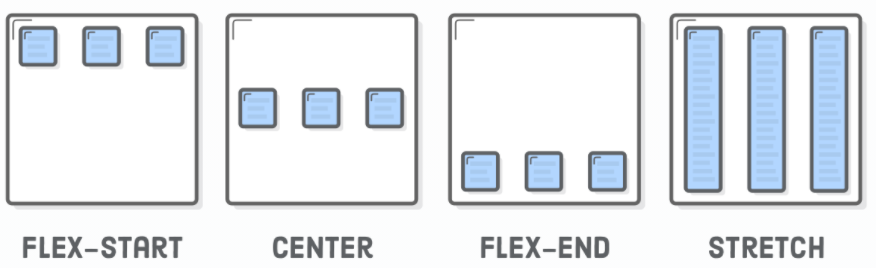 FLEX-START
CENTER
FLEX-END
STRETCH